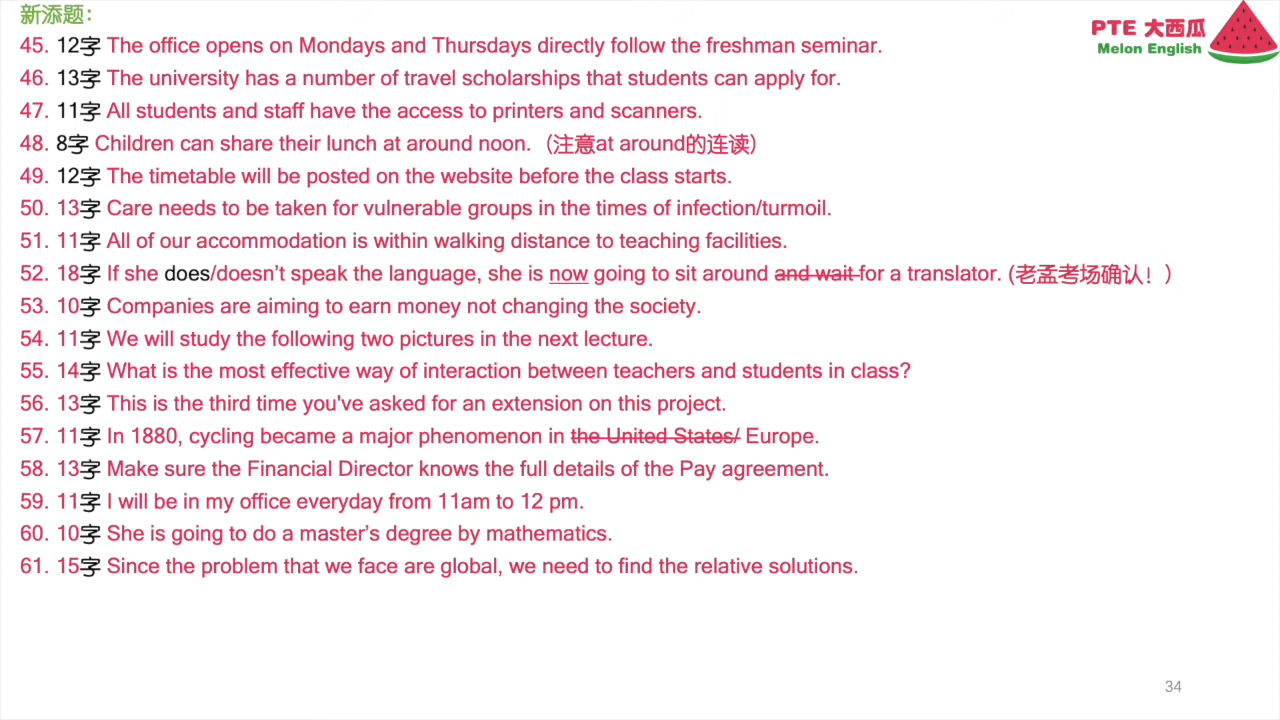 新添题：
PTE 大西瓜
Melon English
45. 12字 The office opens on Mondays and Thursdays directly follow the freshman seminar.
46. 13字 The university has a number of travel scholarships that students can apply for.
47. 11字 All students and staff have the access to printers and scanners.
48. 8字 Children can share their lunch at around noon.（注意at around的连读）
49. 12字 The timetable will be posted on the website before the class starts.
50. 13字 Care needs to be taken for vulnerable groups in the times of infection/turmoil.
51. 11字 All of our accommodation is within walking distance to teaching facilities.
52. 18字 If she does/doesn’t speak the language, she is now going to sit around and wait for a translator. (老孟考场确认！）
53. 10字 Companies are aiming to earn money not changing the society.
54. 11字 We will study the following two pictures in the next lecture.
55. 14字 What is the most effective way of interaction between teachers and students in class?
56. 13字 This is the third time you've asked for an extension on this project.
57. 11字 In 1880, cycling became a major phenomenon in the United States/ Europe.
58. 13字 Make sure the Financial Director knows the full details of the Pay agreement.
59. 11字 I will be in my office everyday from 11am to 12 pm.
60. 10字 She is going to do a master’s degree by mathematics.
61. 15字 Since the problem that we face are global, we need to find the relative solutions.
34